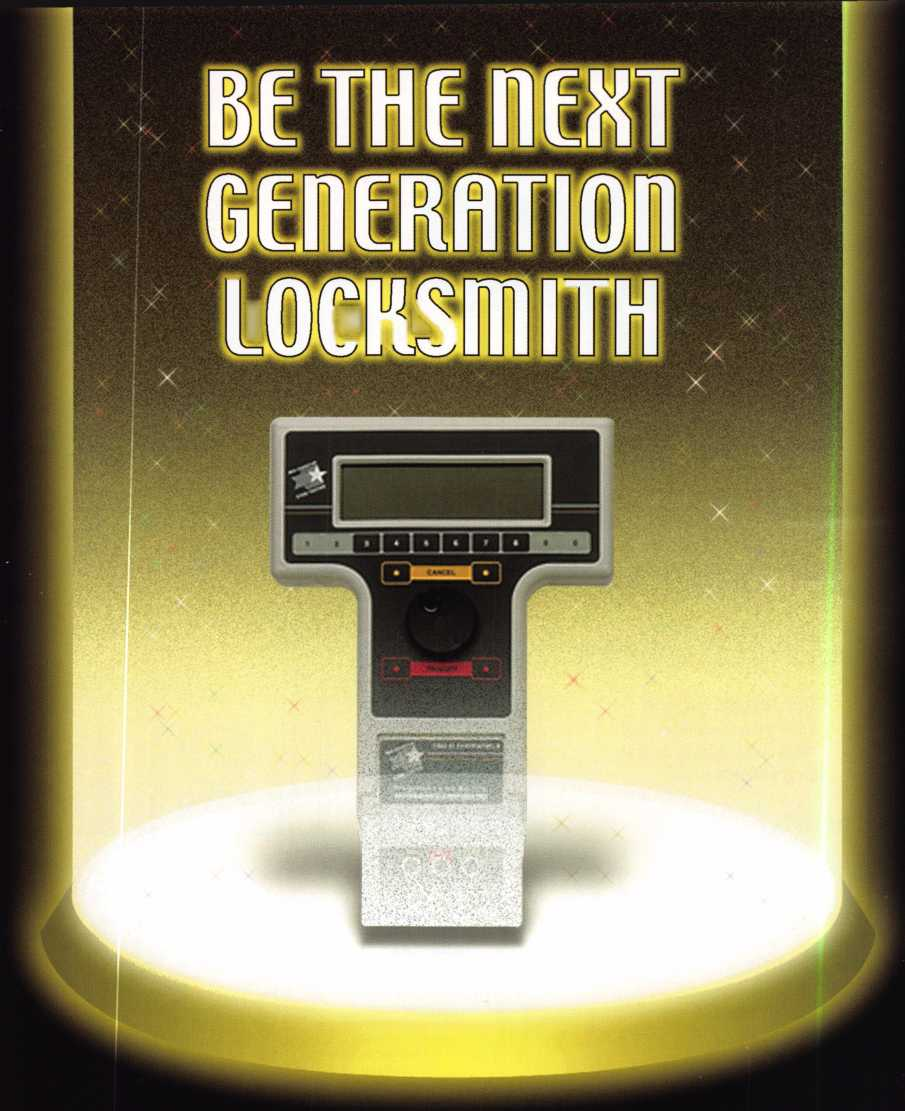 BE THE NEXT
GENERATION
LOCKSMITH
1 2 3 4 5 6 7 8 9 0
CANCEL